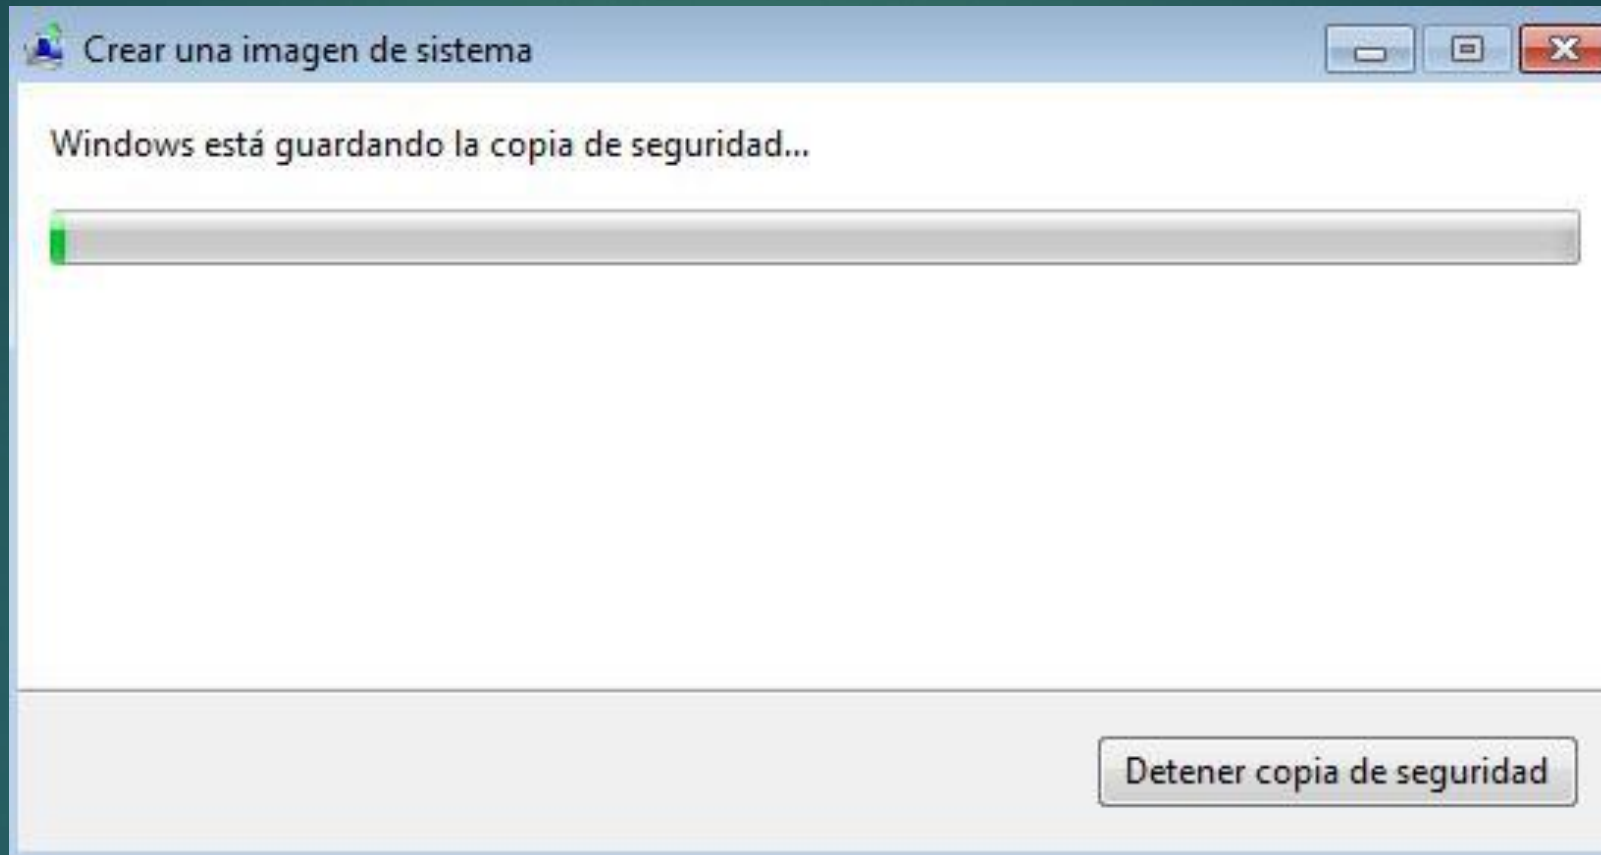 Crear una imagen de sistema
Windows está guardando la copia de seguridad...
Detener copia de seguridad